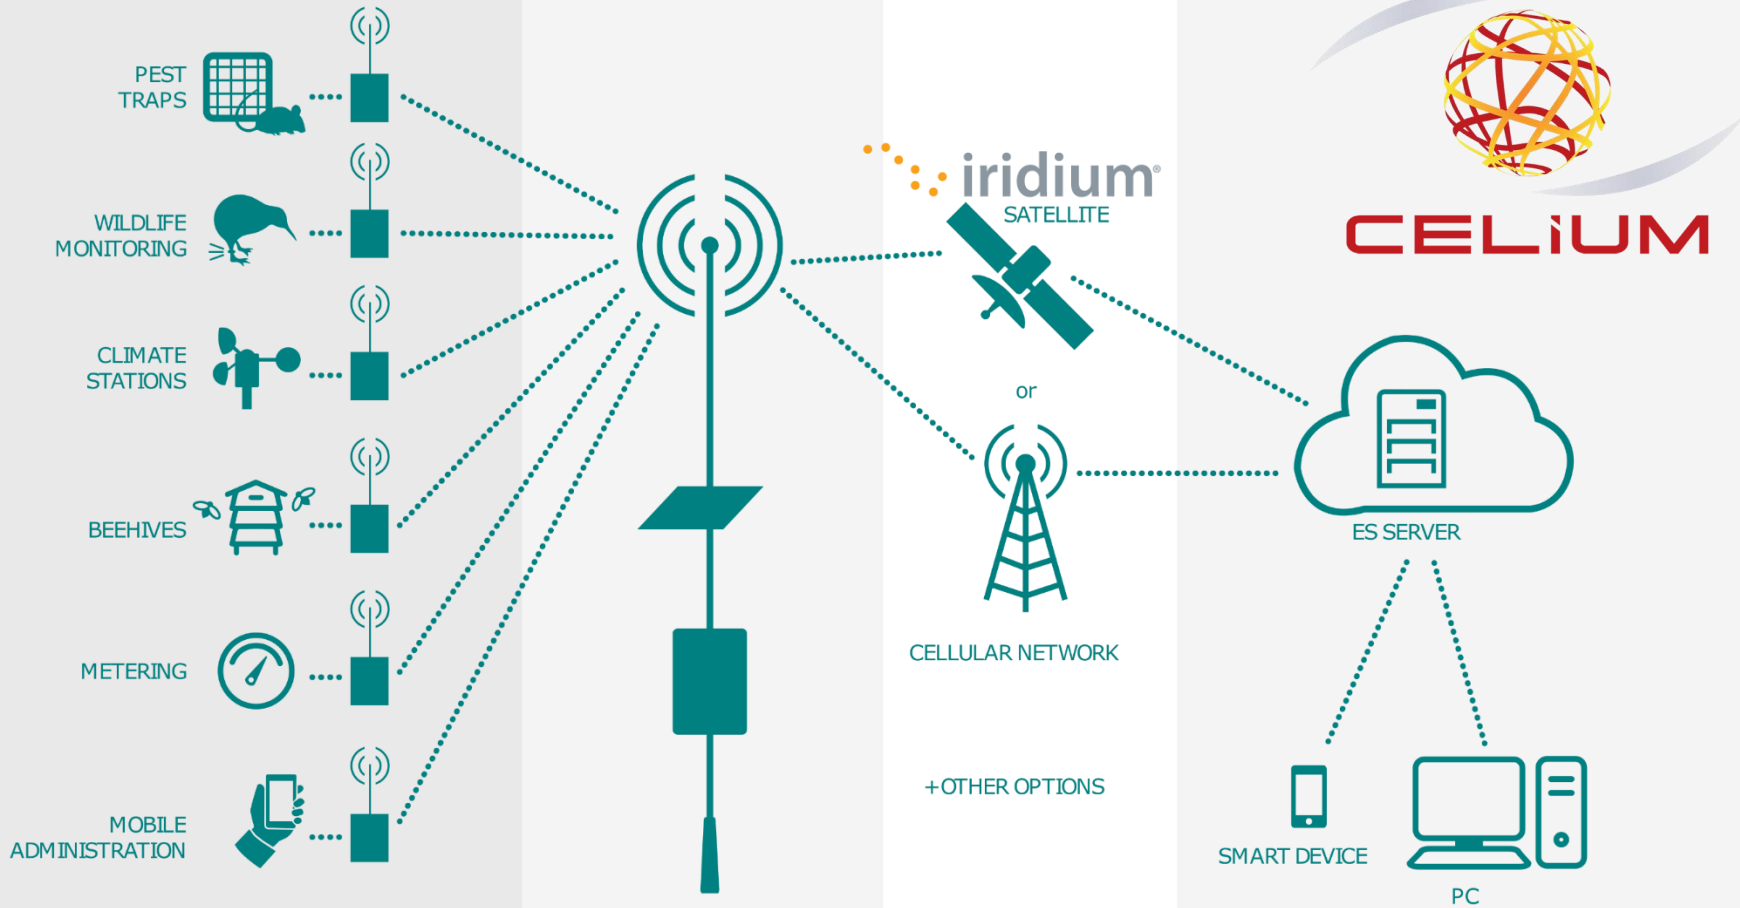 PEST
TRAPS
WILDLIFE
MONITORING
CLIMATE
STATIONS
BEEHIVES
METERING
MOBILE
ADMINISTRATION
iridium®
SATELLITE
or
CELLULAR NETWORK
+OTHER OPTIONS
CELiUM
ES SERVER
SMART DEVICE
PC